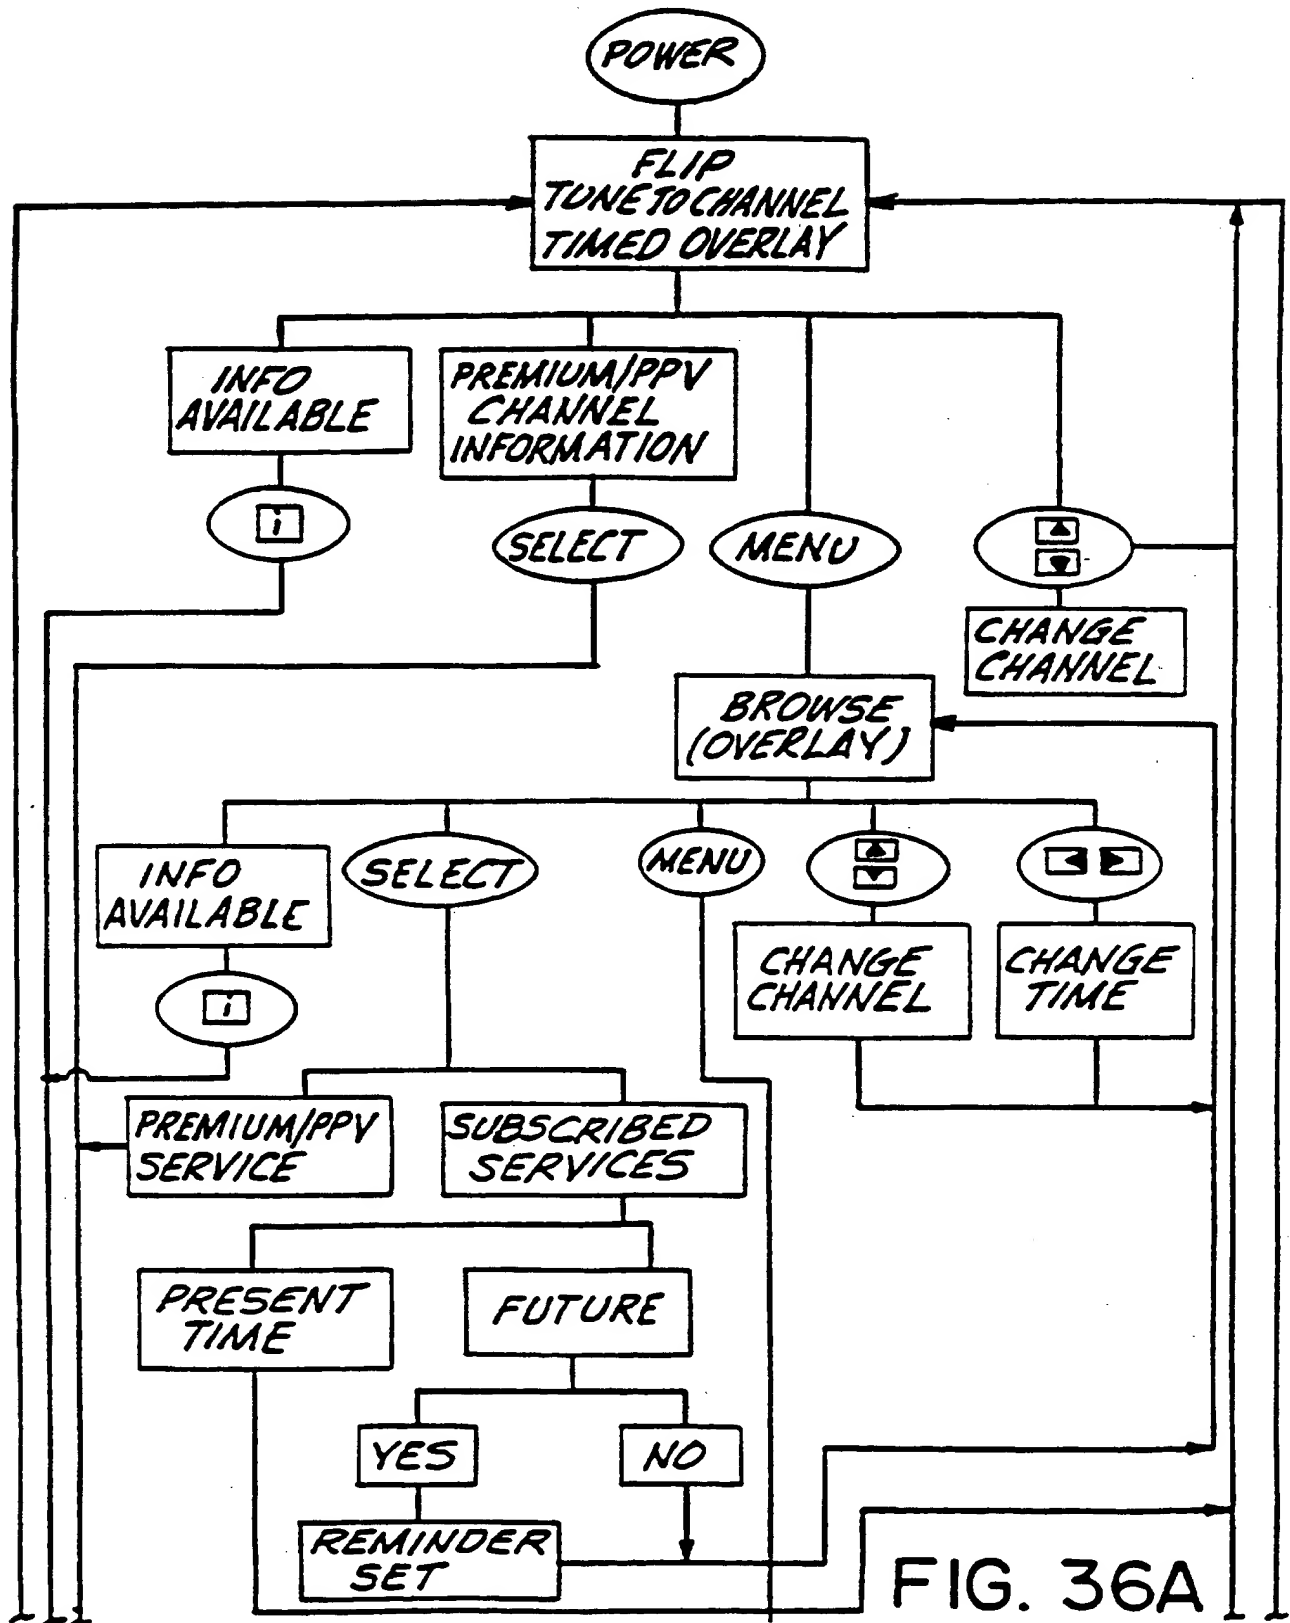 POWER
FLIP
TUNE TO CHANNEL
TIMED OVERLAY
INFO
AVAILABLE
PREMIUM/PPV
CHANNEL
INFORMATION
i
SELECT
MENU
CHANGE
CHANNEL
BROWSE
(OVERLAY)
INFO
AVAILABLE
SELECT
MENU
i
CHANGE
CHANNEL
CHANGE
TIME
PREMIUM/PPV
SERVICE
SUBSCRIBED
SERVICES
PRESENT
TIME
FUTURE
YES
NO
REMINDER
SET
FIG. 36A